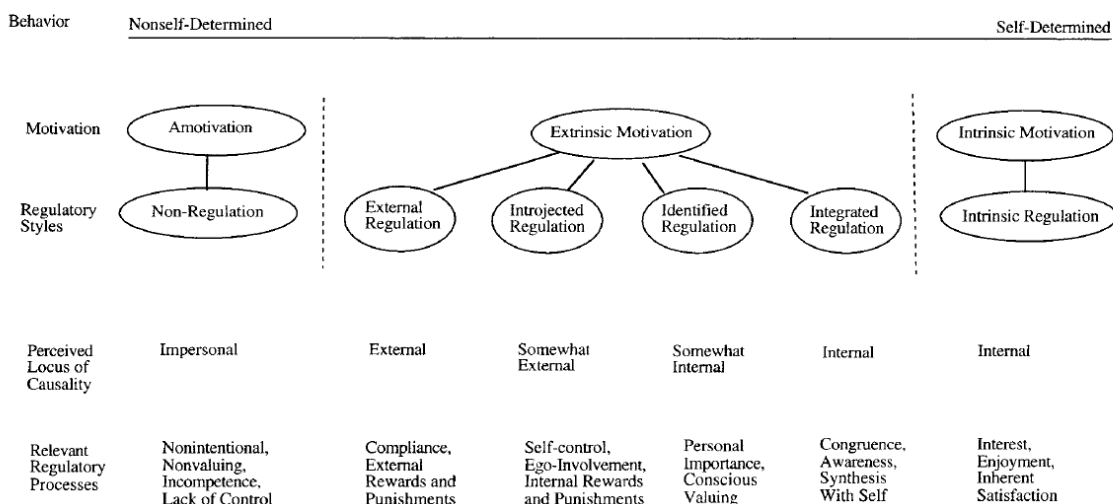 Behavior Nonself-Determined Self-Determined
Motivation Amotivation Extrinsic Motivation Intrinsic Motivation
Regulatory
Styles
Non-Regulation
External
Regulation
Introjected
Regulation
Identified
Regulation
Integrated
Regulation
Intrinsic Regulation
Perceived
Locus of
Causality
Impersonal
External
Somewhat
External
Somewhat
Internal
Internal
Internal
Relevant
Regulatory
Processes
Nonintentional,
Nonvaluing,
Incompetence,
Lack of Control
Compliance,
External
Rewards and
Punishments
Self-control,
Ego-Involvement,
Internal Rewards
and Punishments
Personal
Importance,
Conscious
Valuing
Congruence,
Awareness,
Synthesis
With Self
Interest,
Enjoyment,
Inherent
Satisfaction